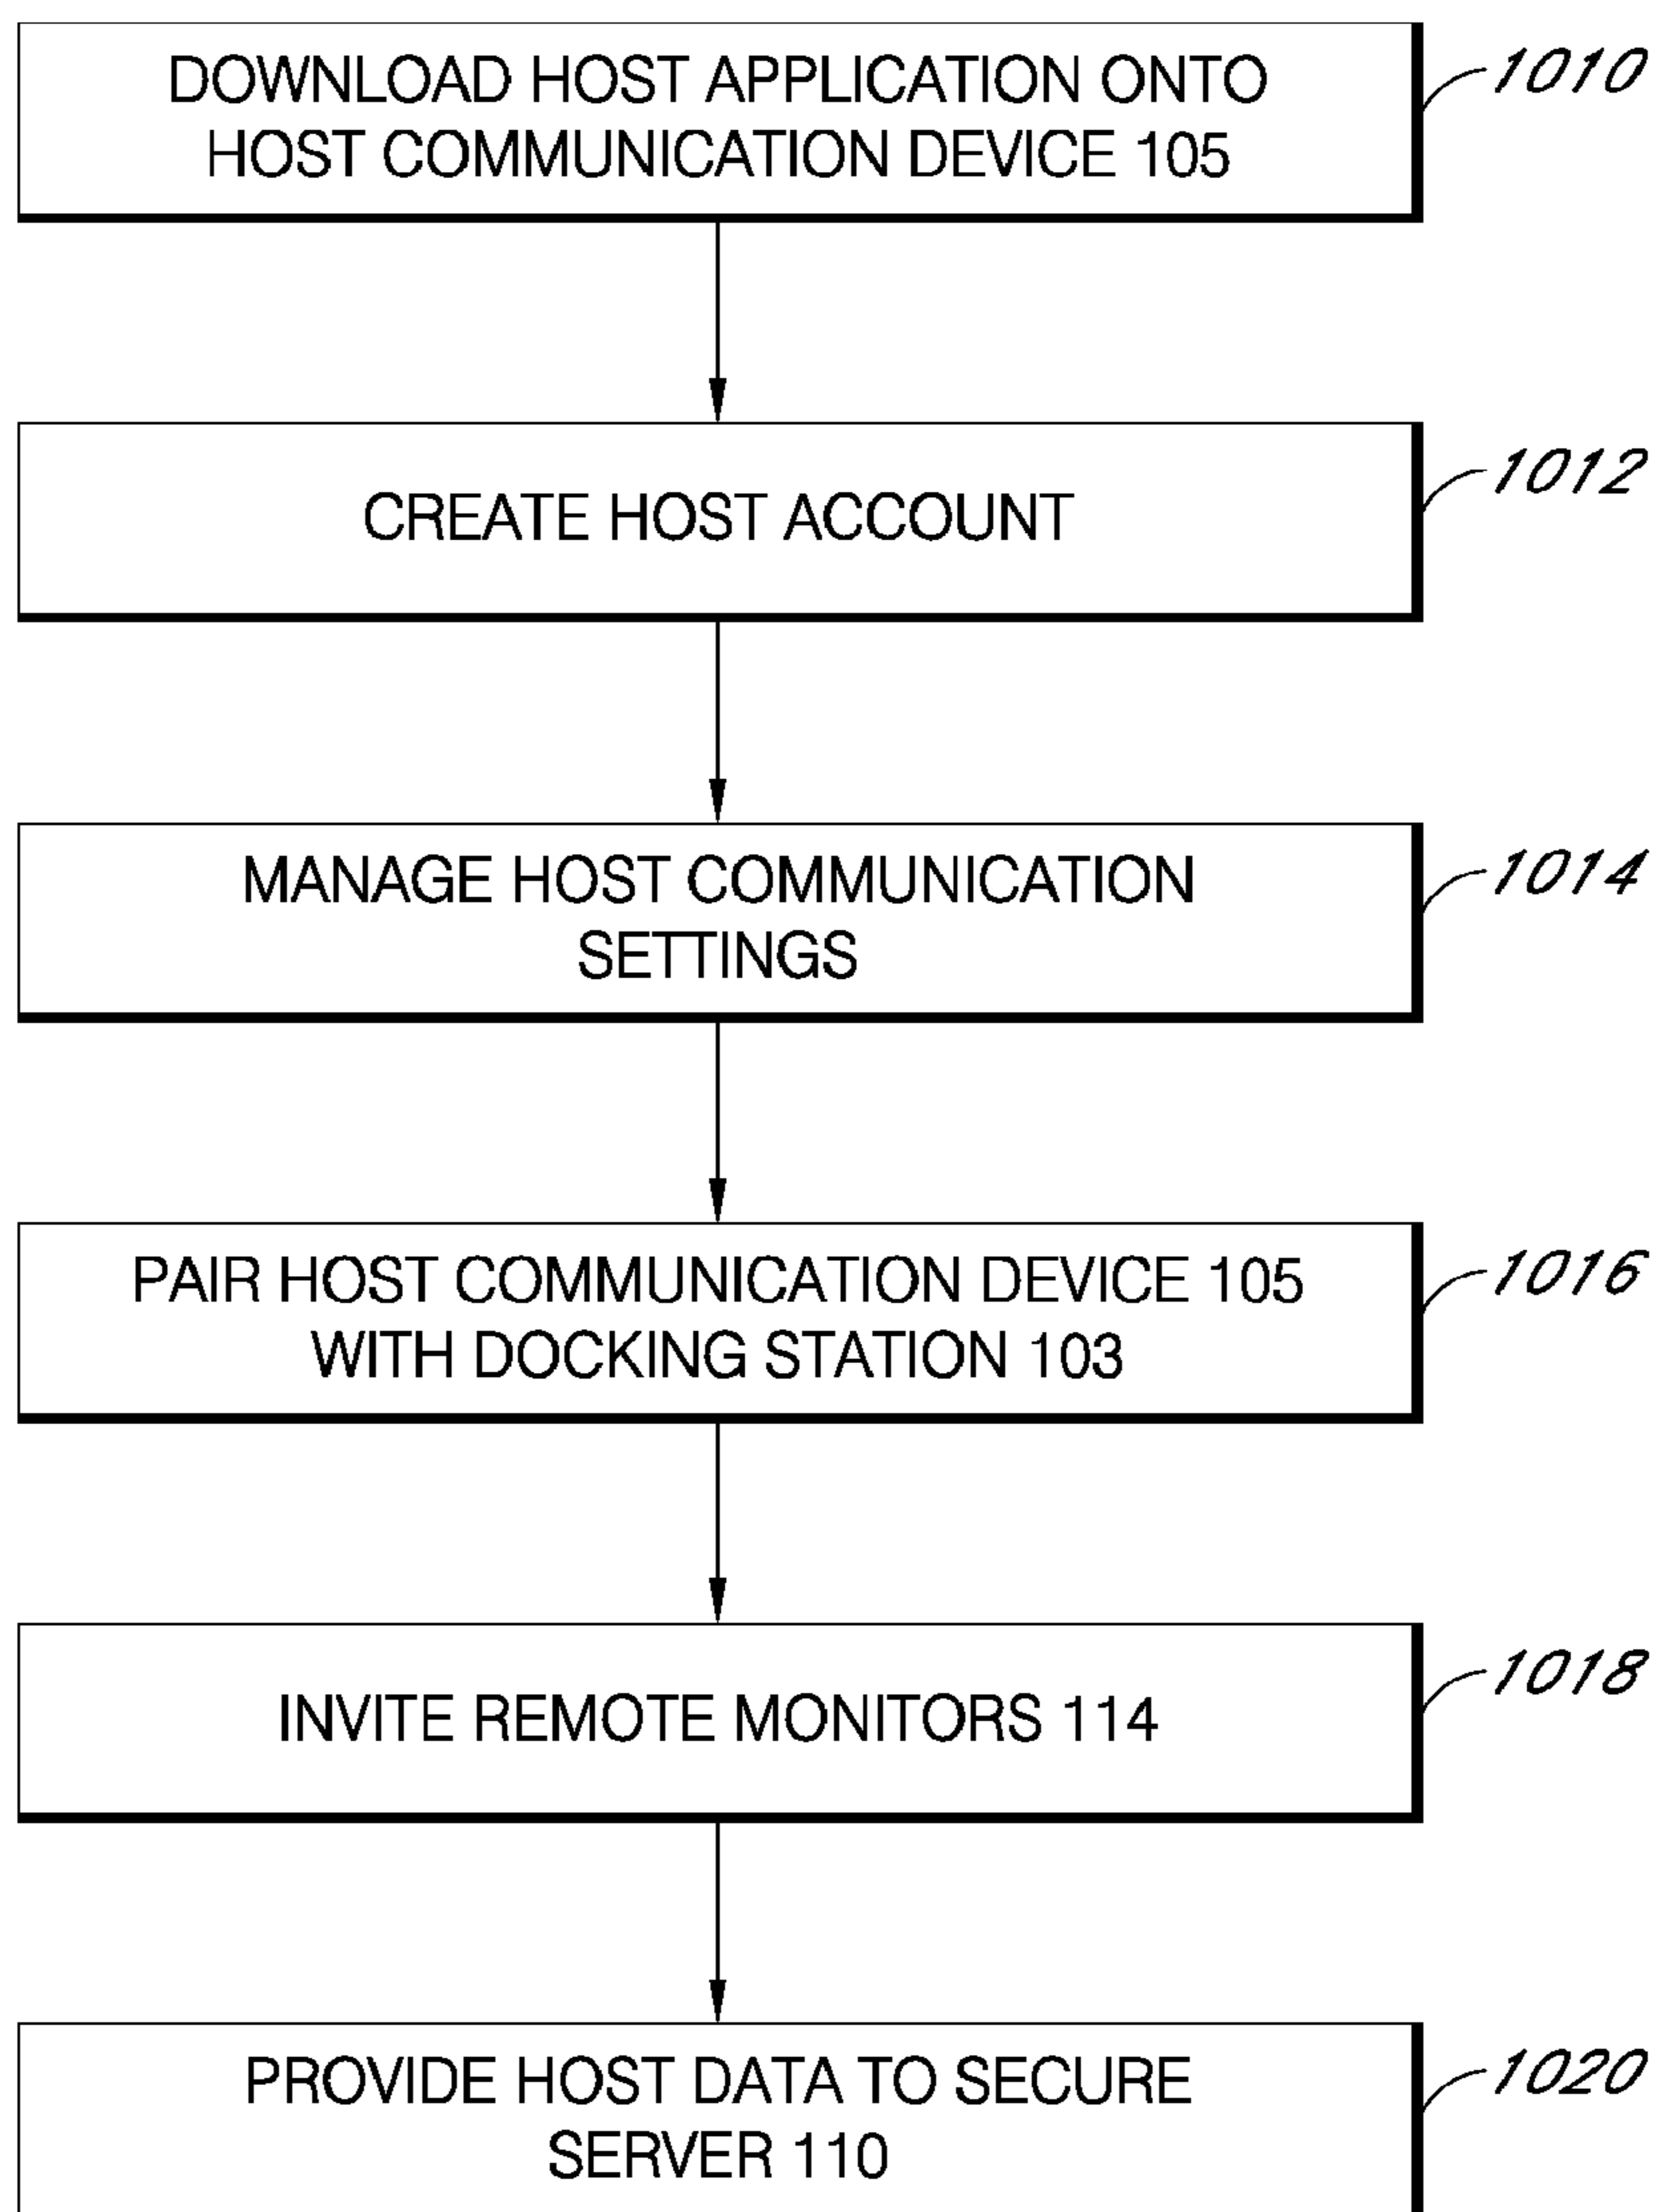 DOWNLOAD HOST APPLICATION ONTO
HOST COMMUNICATION DEVICE 105
1010
CREATE HOST ACCOUNT
1012
MANAGE HOST COMMUNICATION
SETTINGS
1014
PAIR HOST COMMUNICATION DEVICE 105
WITH DOCKING STATION 103
1016
INVITE REMOTE MONITORS 114
1018
PROVIDE HOST DATA TO SECURE
SERVER 110
1020